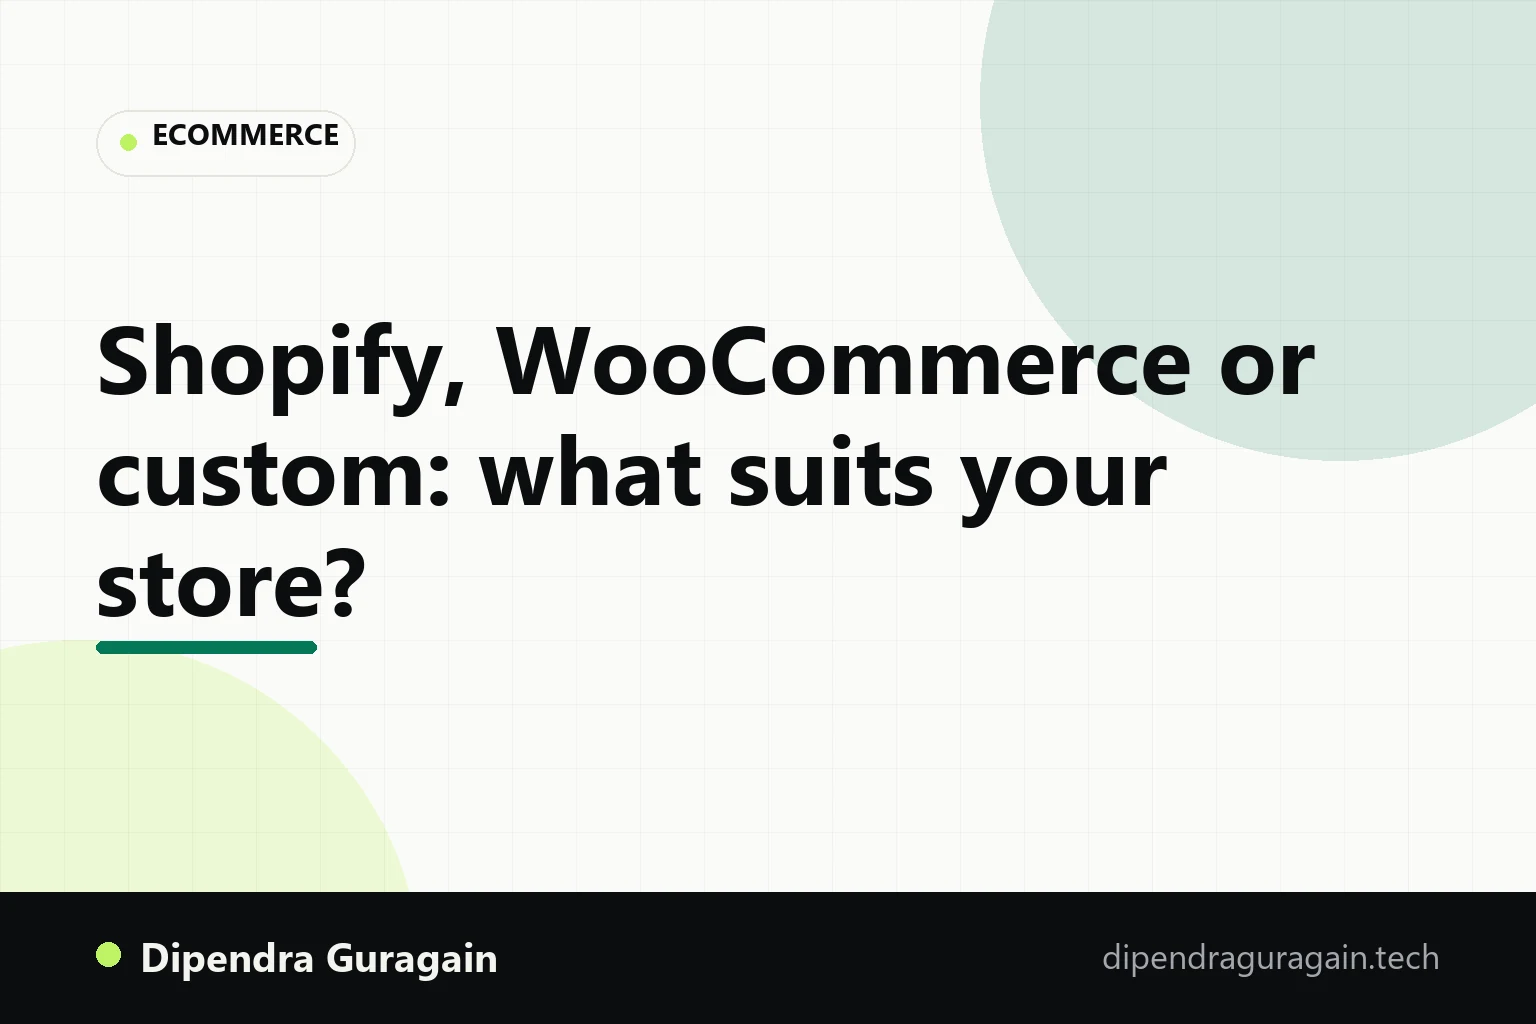 ECOMMERCE
Shopify, WooCommerce or
custom: what suits your
store?
Dipendra Guragain
dipendraguragain.tech